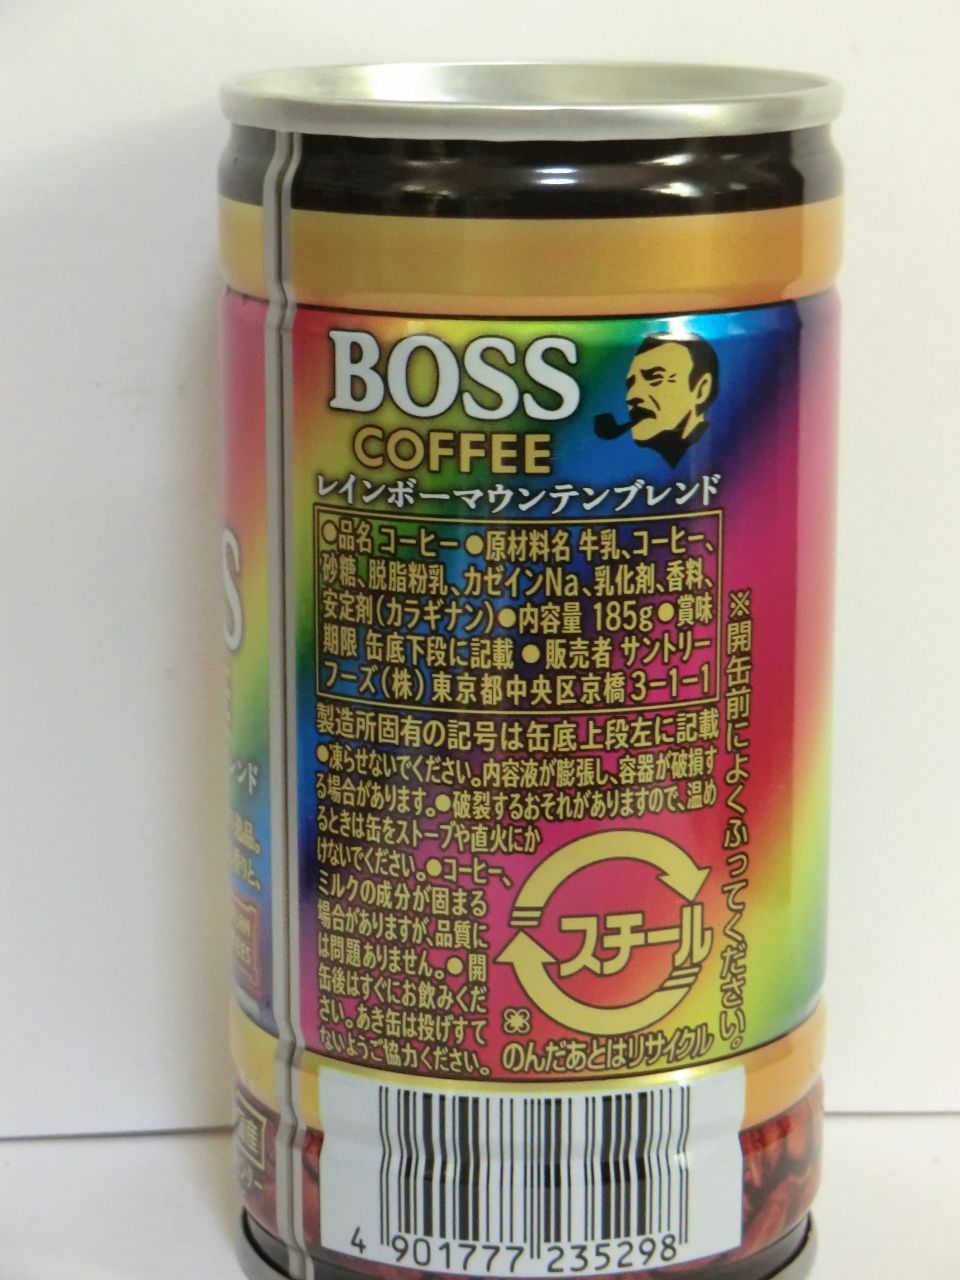 BOSS
COFFEE
レインボーマウンテンブレンド
●品名 コーヒー ●原材料名 牛乳、コーヒー、
砂糖、脱脂粉乳、カゼインNa、乳化剤、香料、
安定剤(カラギナン)●内容量 185g ●賞味
期限 缶底下段に記載 ●販売者 サントリー
フーズ(株) 東京都中央区京橋3-1-1
製造所固有の記号は缶底上段左に記載
●凍らせないでください。内容液が膨張し、容器が破損す
る場合があります。●破裂するおそれがありますので、温め
るときは缶をストーブや直火にか
けないでください。●コーヒー、
ミルクの成分が固まる
場合がありますが、品質に
は問題ありません。●開
缶後はすぐにお飲みくだ
さい。あき缶は投げすて
ないようご協力ください。
スチール
のんだあとはリサイクル
※開缶前によくふってください。
4 901777 235298
S
レンド